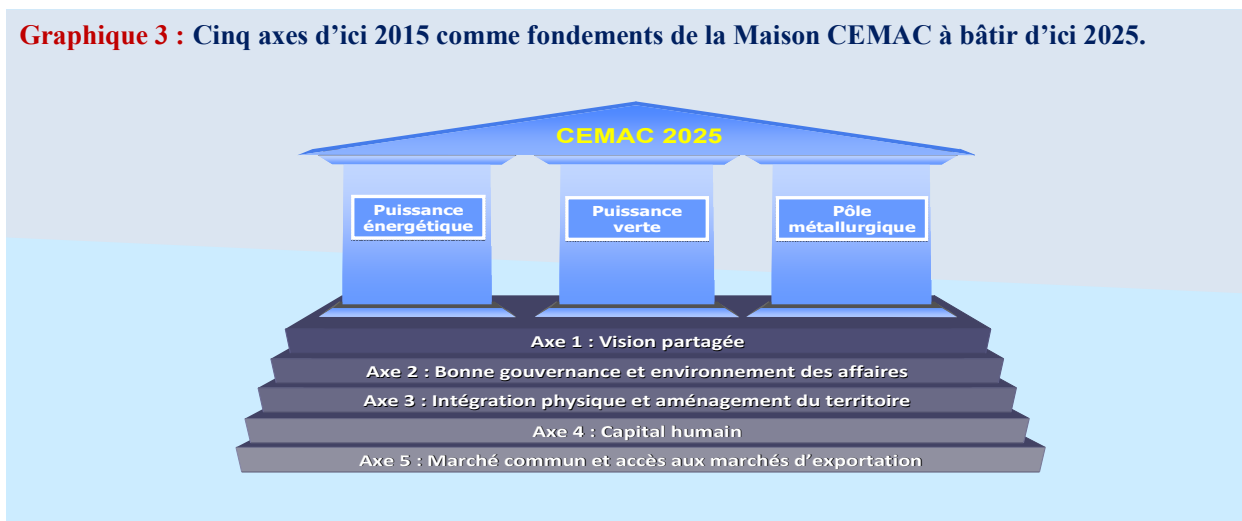 Graphique 3 : Cinq axes d’ici 2015 comme fondements de la Maison CEMAC à bâtir d’ici 2025.
CEMAC 2025
Puissance
énergétique
Puissance
verte
Pôle
métallurgique
Axe 1 : Vision partagée
Axe 2 : Bonne gouvernance et environnement des affaires
Axe 3 : Intégration physique et aménagement du territoire
Axe 4 : Capital humain
Axe 5 : Marché commun et accès aux marchés d’exportation